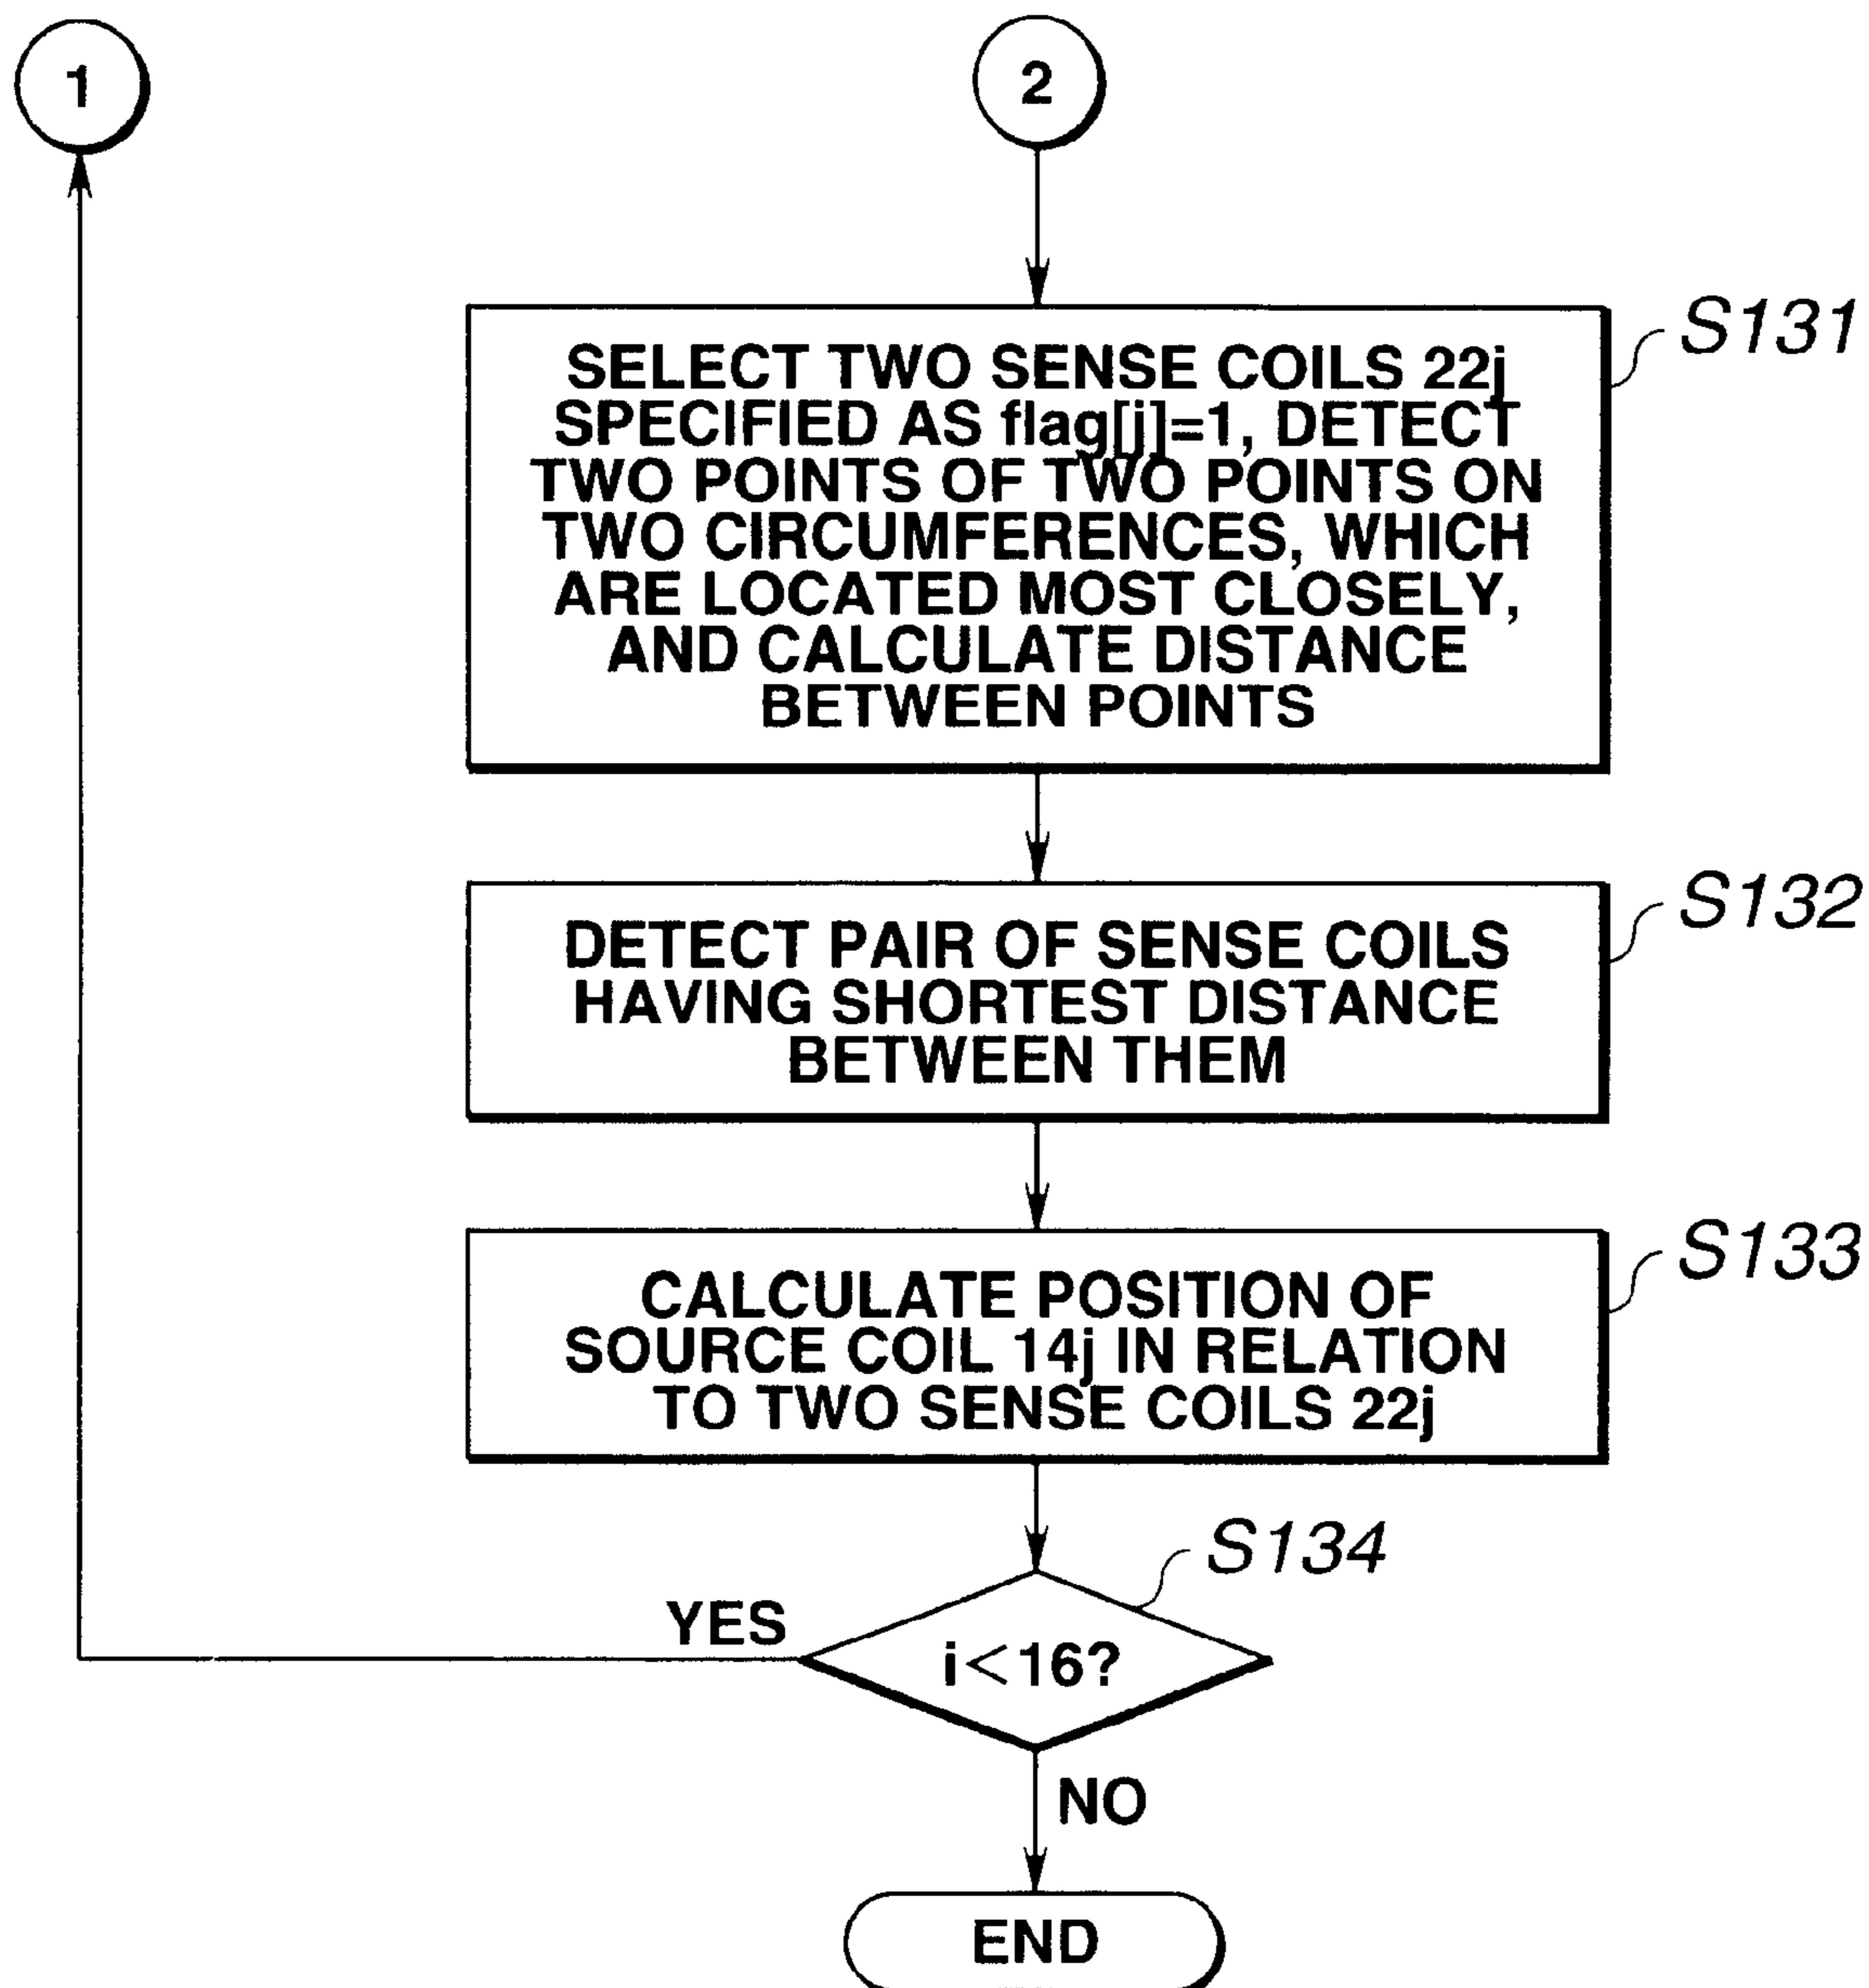 1
2
SELECT TWO SENSE COILS 22j
SPECIFIED AS flag[j]=1, DETECT
TWO POINTS OF TWO POINTS ON
TWO CIRCUMFERENCES, WHICH
ARE LOCATED MOST CLOSELY,
AND CALCULATE DISTANCE
BETWEEN POINTS
S131
DETECT PAIR OF SENSE COILS
HAVING SHORTEST DISTANCE
BETWEEN THEM
S132
CALCULATE POSITION OF
SOURCE COIL 14j IN RELATION
TO TWO SENSE COILS 22j
S133
S134
YES
i<16?
NO
END